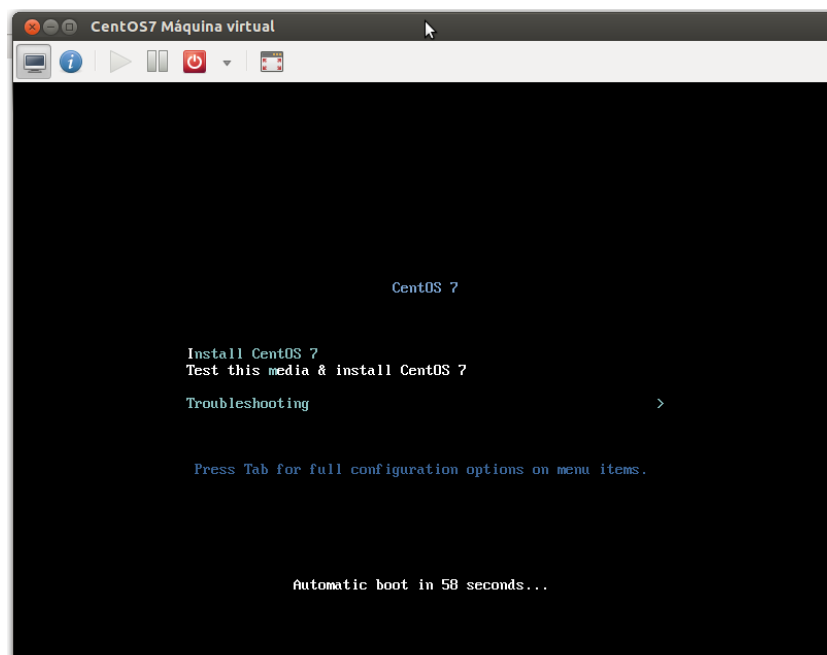 CentOS7 Máquina virtual
CentOS 7
Install CentOS 7
Test this media & install CentOS 7
Troubleshooting >
Press Tab for full configuration options on menu items.
Automatic boot in 58 seconds...